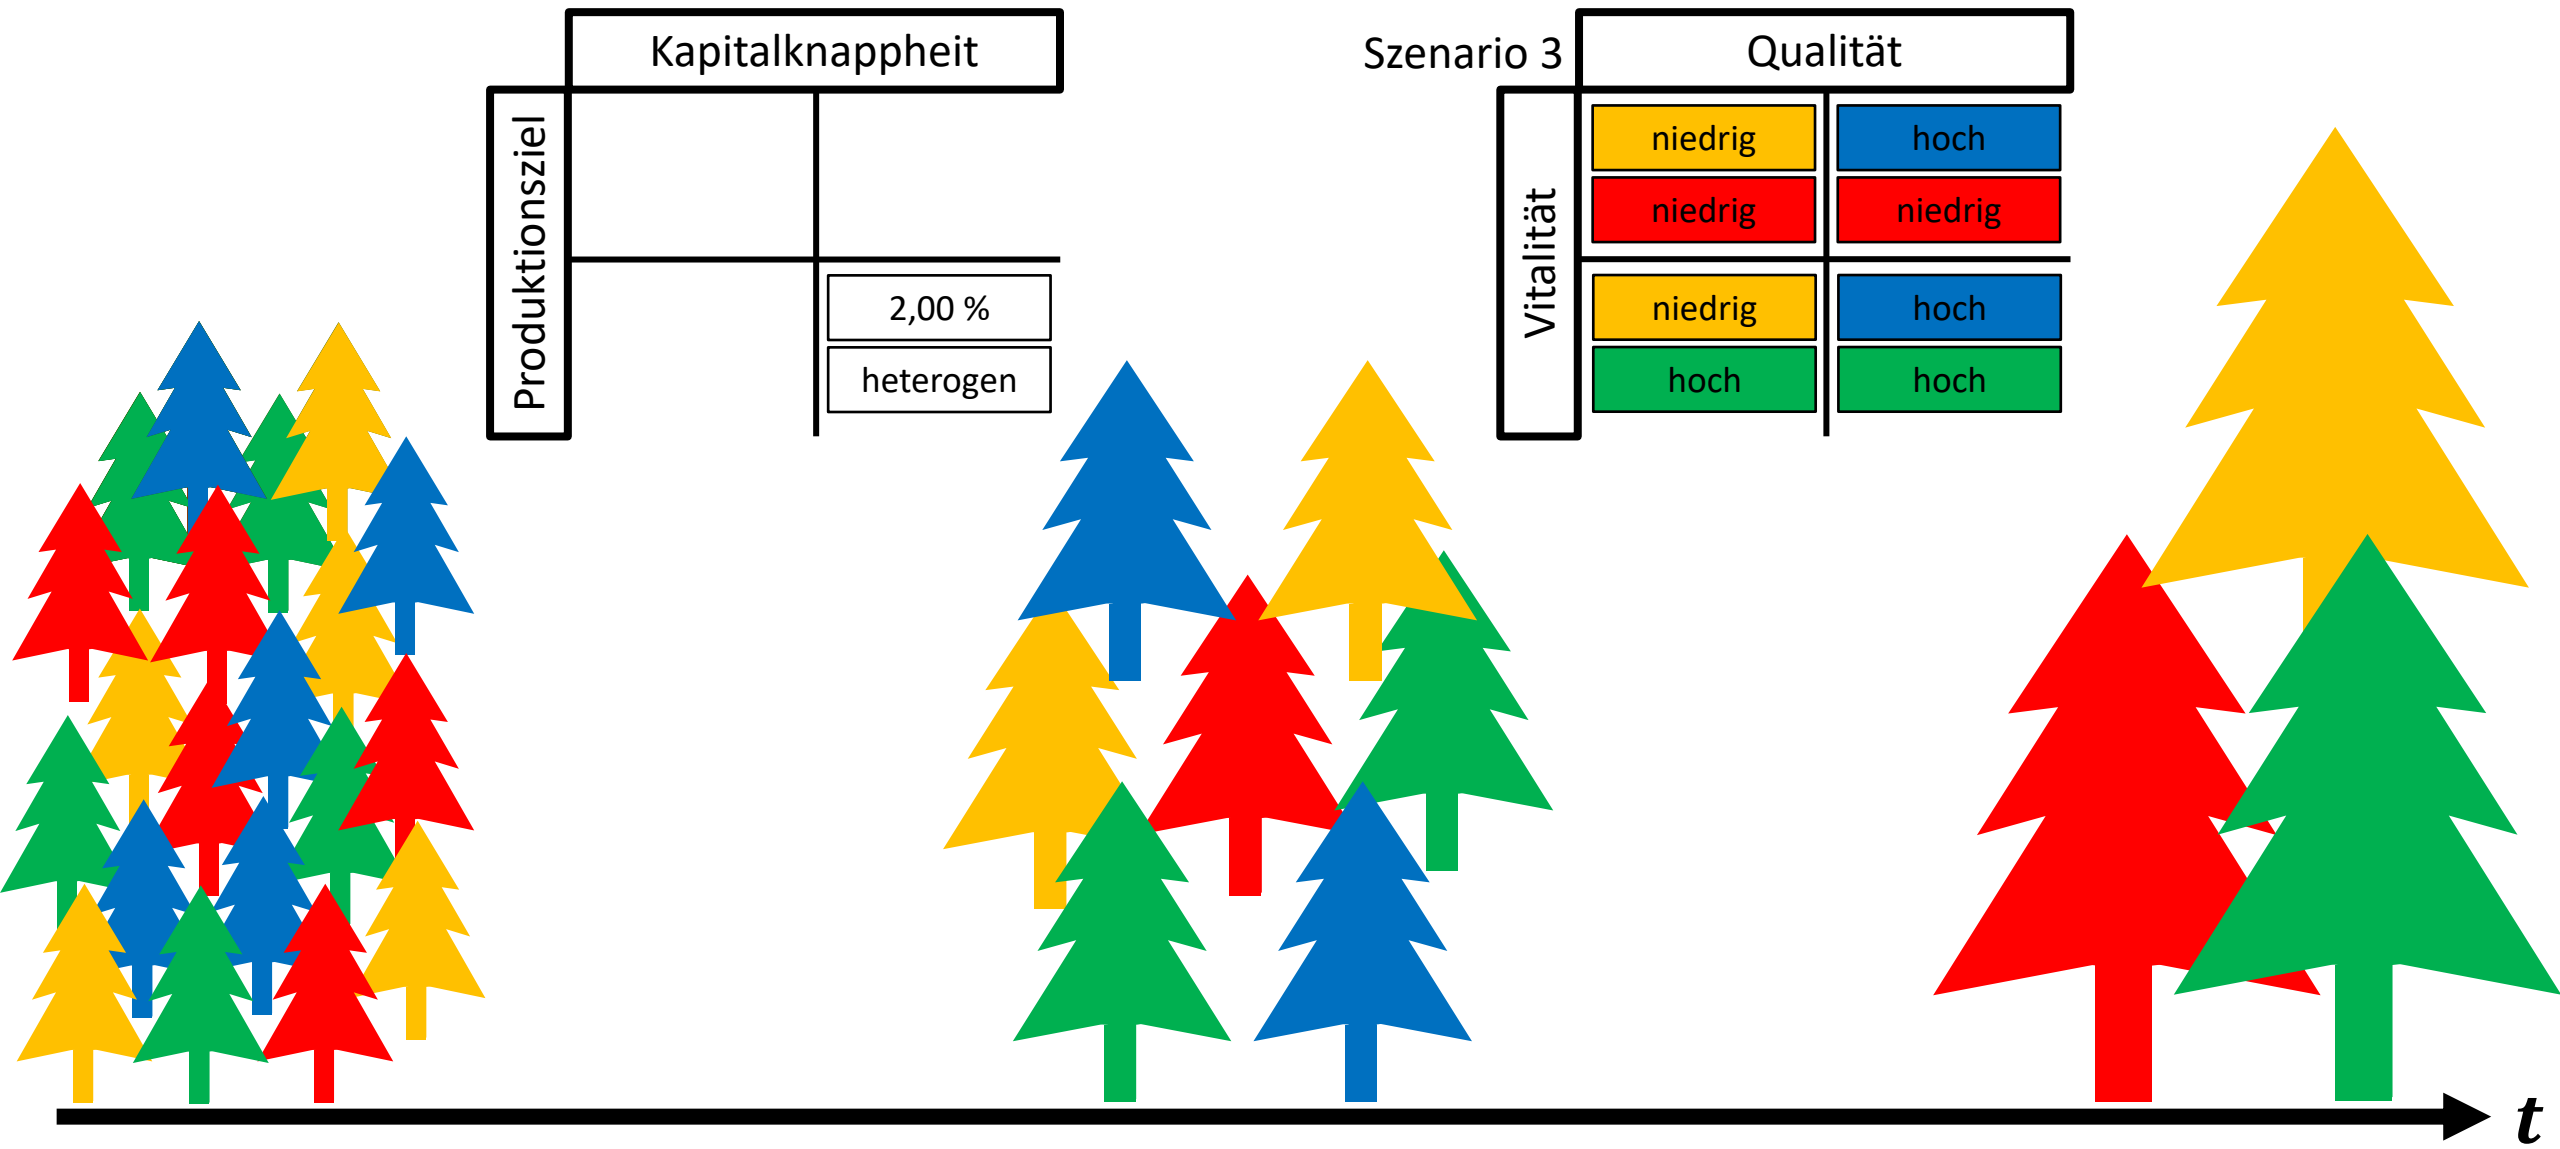 Kapitalknappheit
Produktionsziel
2,00 %
heterogen
Szenario 3
Qualität
Vitalität
niedrig
hoch
niedrig
niedrig
niedrig
hoch
hoch
hoch
t